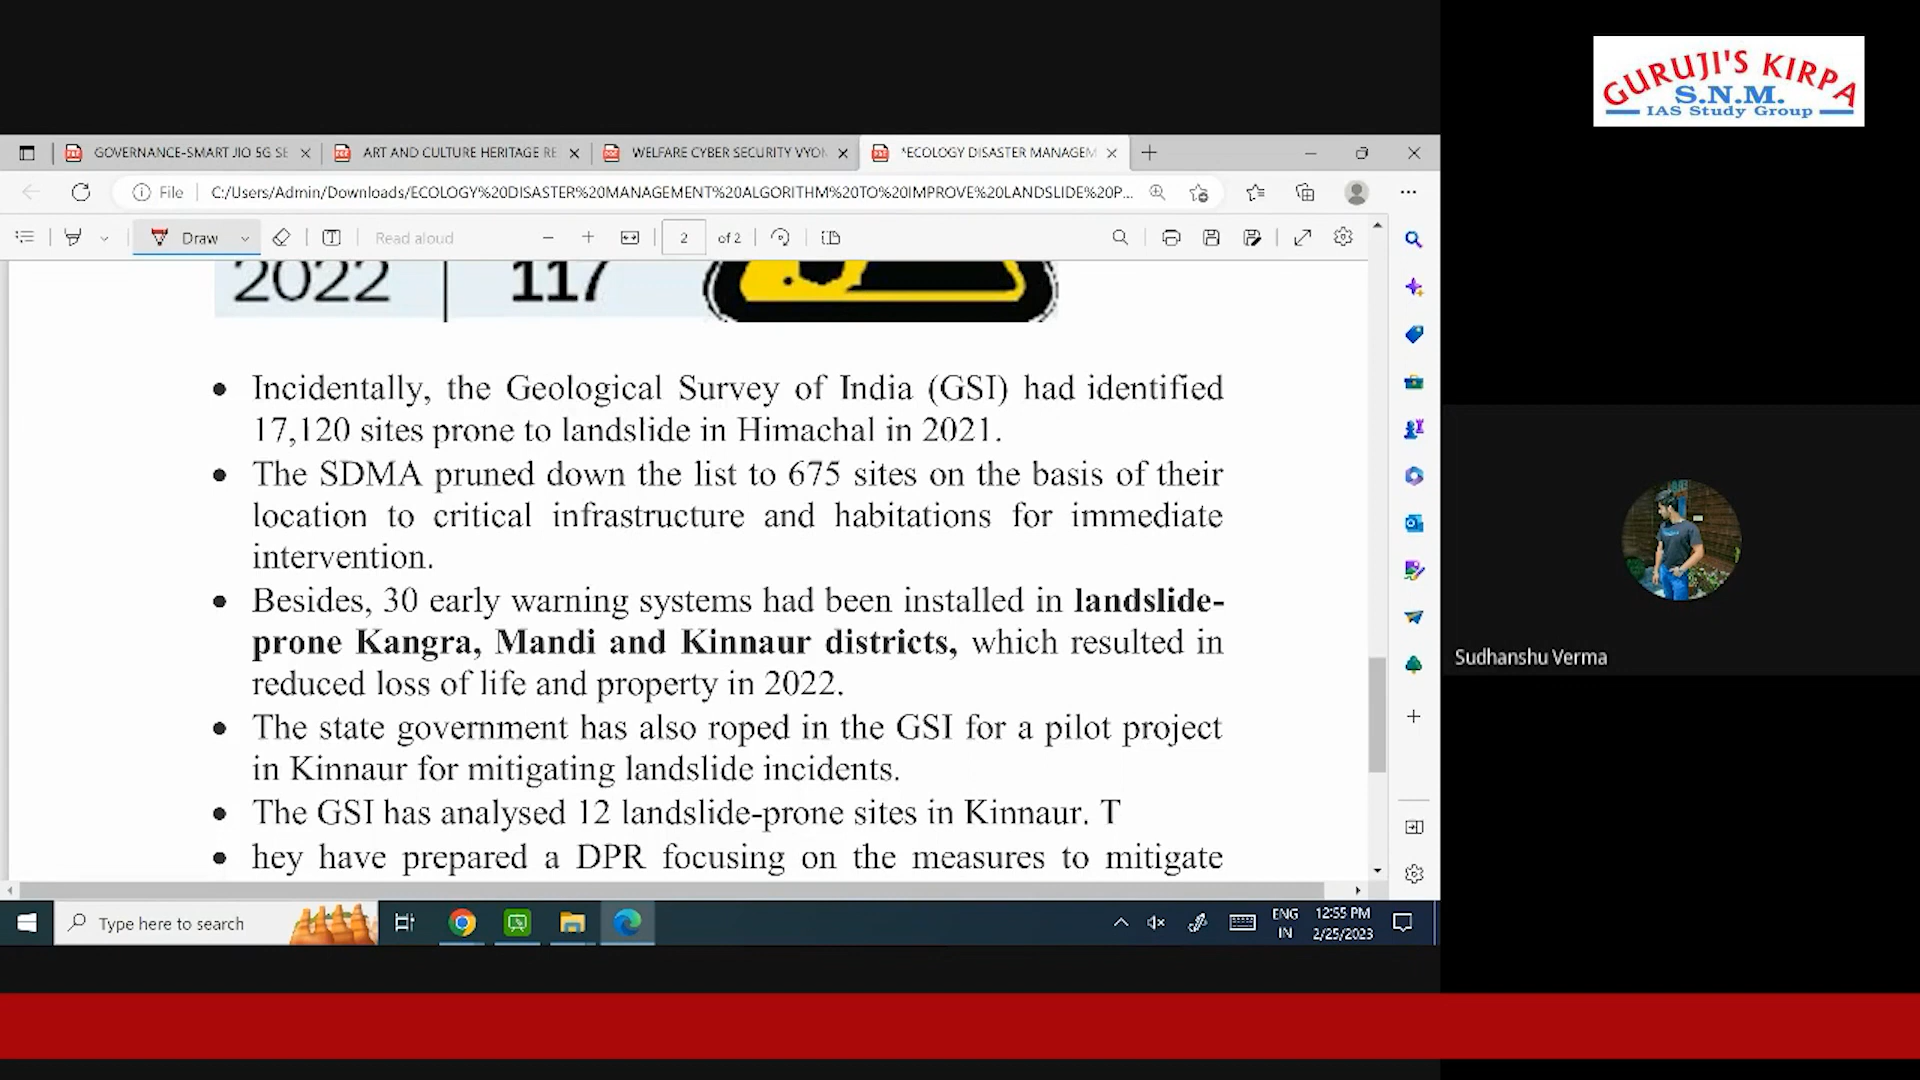 GURUJI'S KIRPA
S.N.M.
IAS Study Group
GOVERNANCE-SMART JIO 5G SE
ART AND CULTURE HERITAGE RE
WELFARE CYBER SECURITY VYON
*ECOLOGY DISASTER MANAGEM
File
C:/Users/Admin/Downloads/ECOLOGY%20DISASTER%20MANAGEMENT%20ALGORITHM%20TO%20IMPROVE%20LANDSLIDE%20P...
Draw
Read aloud
2
of 2
2022 117
• Incidentally, the Geological Survey of India (GSI) had identified
17,120 sites prone to landslide in Himachal in 2021.
• The SDMA pruned down the list to 675 sites on the basis of their
location to critical infrastructure and habitations for immediate
intervention.
• Besides, 30 early warning systems had been installed in landslide-
prone Kangra, Mandi and Kinnaur districts, which resulted in
reduced loss of life and property in 2022.
• The state government has also roped in the GSI for a pilot project
in Kinnaur for mitigating landslide incidents.
• The GSI has analysed 12 landslide-prone sites in Kinnaur. T
• hey have prepared a DPR focusing on the measures to mitigate
Sudhanshu Verma
Type here to search
ENG
IN
12:55 PM
2/25/2023